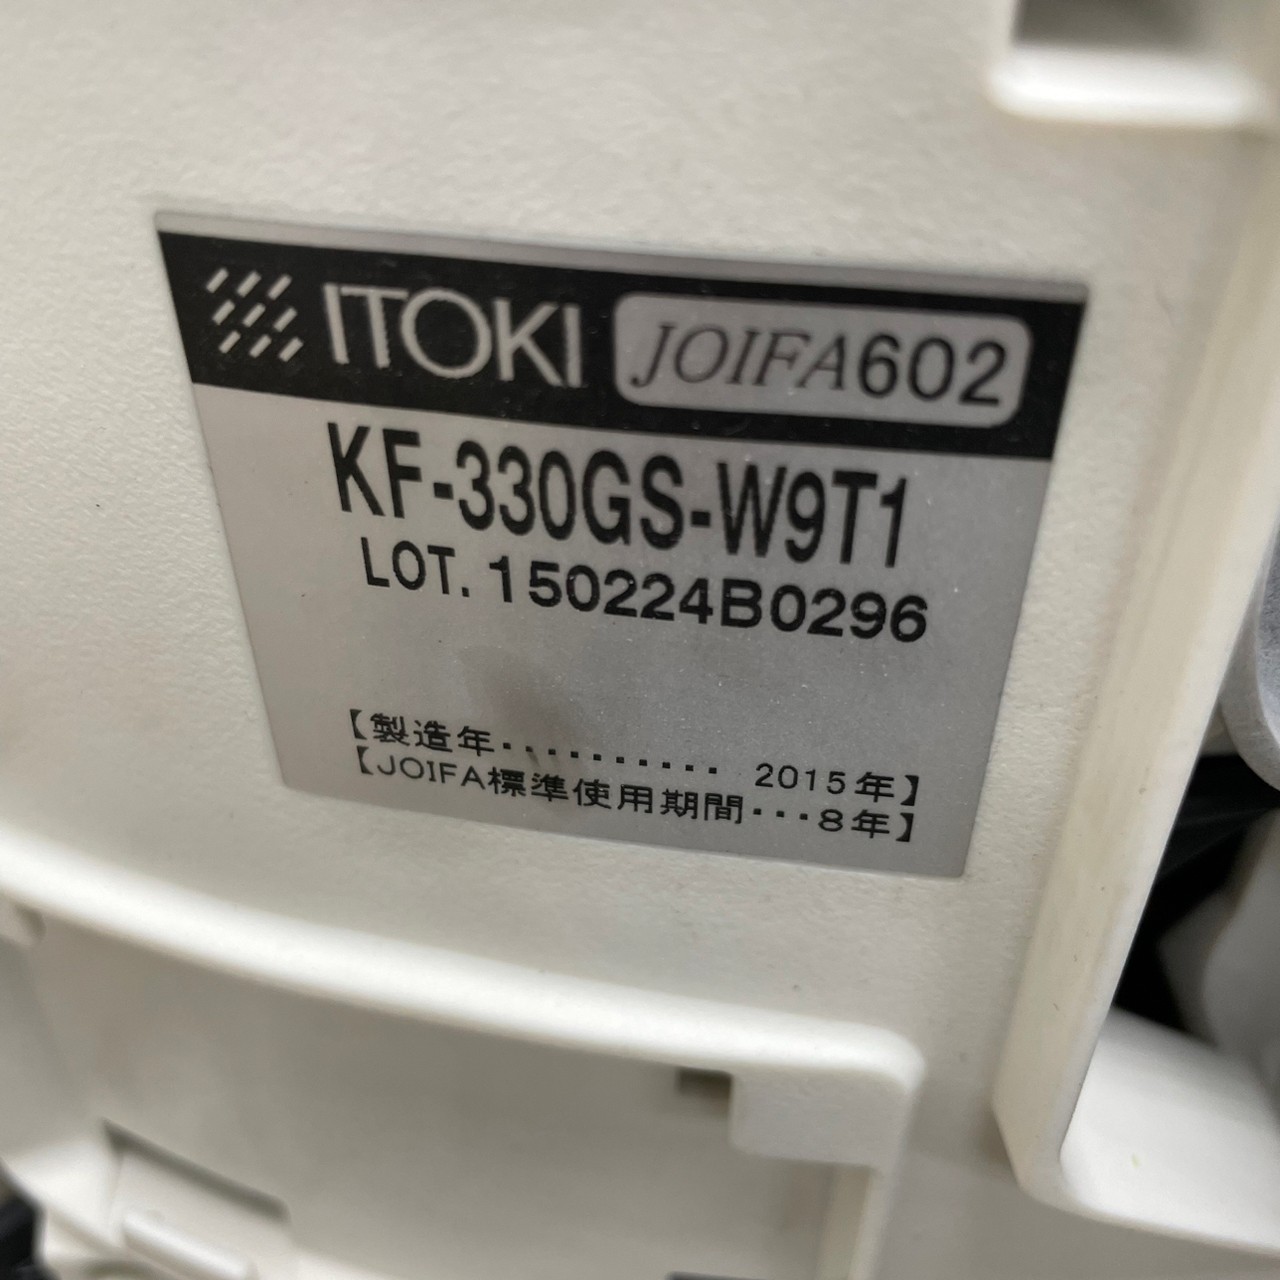 ITOKI JOIFA602
KF-330GS-W9T1
LOT. 150224B0296
【製造年・・・・・・・・・・ 2015年】
【JOIFA標準使用期間・・・8年】